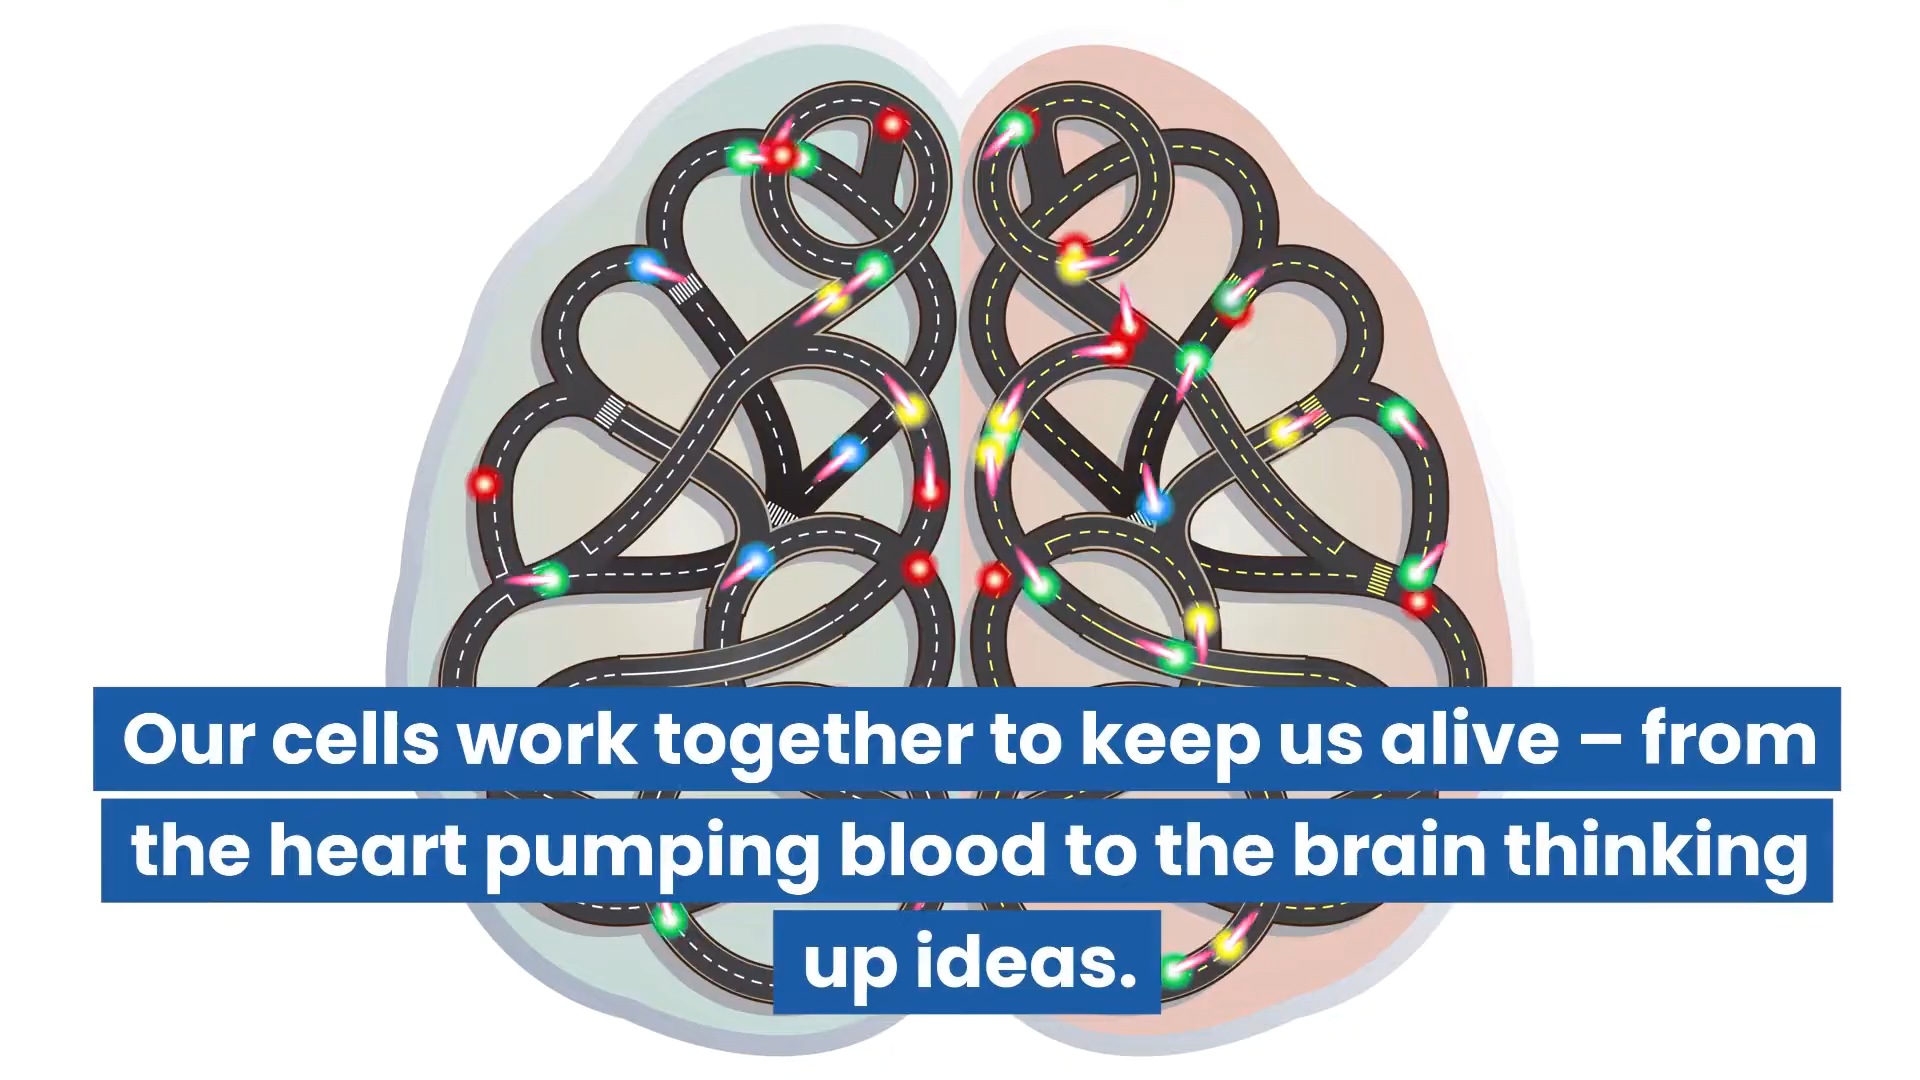 Our cells work together to keep us alive – from
the heart pumping blood to the brain thinking
up ideas.